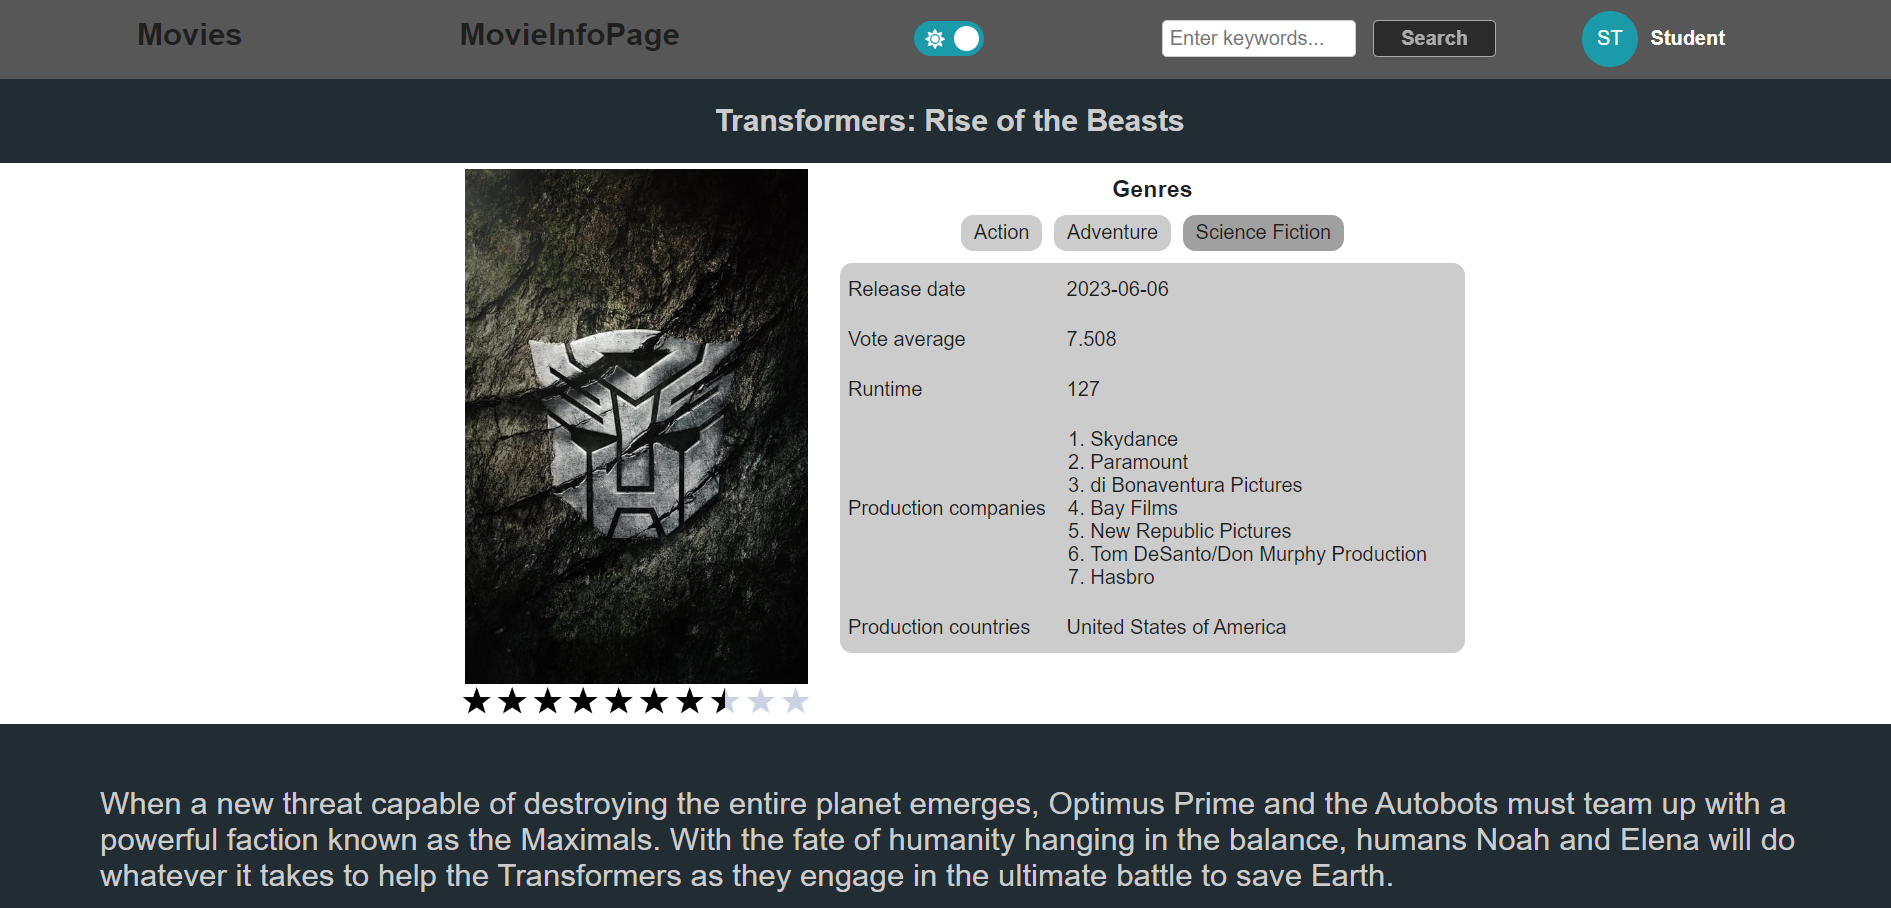 Movies MovieInfoPage Enter keywords... Search ST Student
Transformers: Rise of the Beasts
Genres
Action Adventure Science Fiction
Release date 2023-06-06
Vote average 7.508
Runtime 127
Production companies
1. Skydance
2. Paramount
3. di Bonaventura Pictures
4. Bay Films
5. New Republic Pictures
6. Tom DeSanto/Don Murphy Production
7. Hasbro
Production countries United States of America
When a new threat capable of destroying the entire planet emerges, Optimus Prime and the Autobots must team up with a
powerful faction known as the Maximals. With the fate of humanity hanging in the balance, humans Noah and Elena will do
whatever it takes to help the Transformers as they engage in the ultimate battle to save Earth.